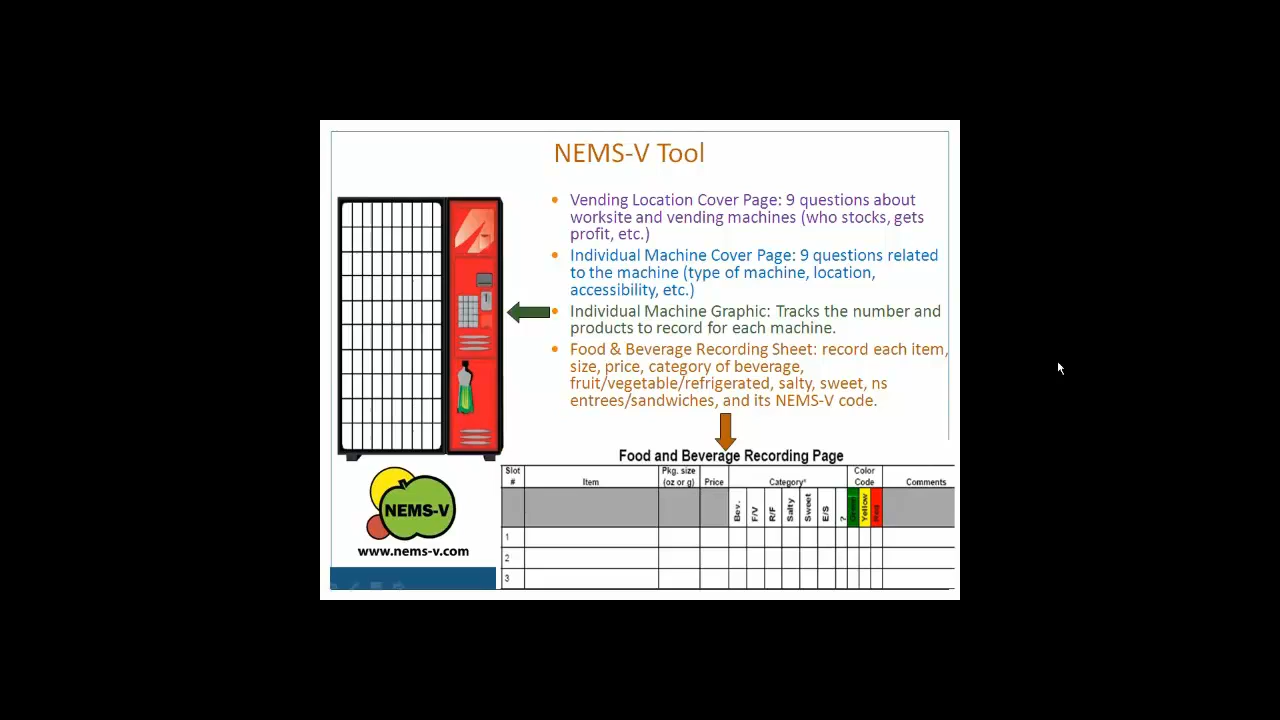 NEMS-V Tool
Vending Location Cover Page: 9 questions about
worksite and vending machines (who stocks, gets
profit, etc.)
Individual Machine Cover Page: 9 questions related
to the machine (type of machine, location,
accessibility, etc.)
Individual Machine Graphic: Tracks the number and
products to record for each machine.
Food & Beverage Recording Sheet: record each item,
size, price, category of beverage,
fruit/vegetable/refrigerated, salty, sweet, ns
entrees/sandwiches, and its NEMS-V code.
NEMS-V
www.nems-v.com
Food and Beverage Recording Page
Slot # Item Pkg. size (oz or g) Price Category* Color Code Comments
Bev. F/V R/F Salty Sweet E/S ? Green Yellow Red
1
2
3